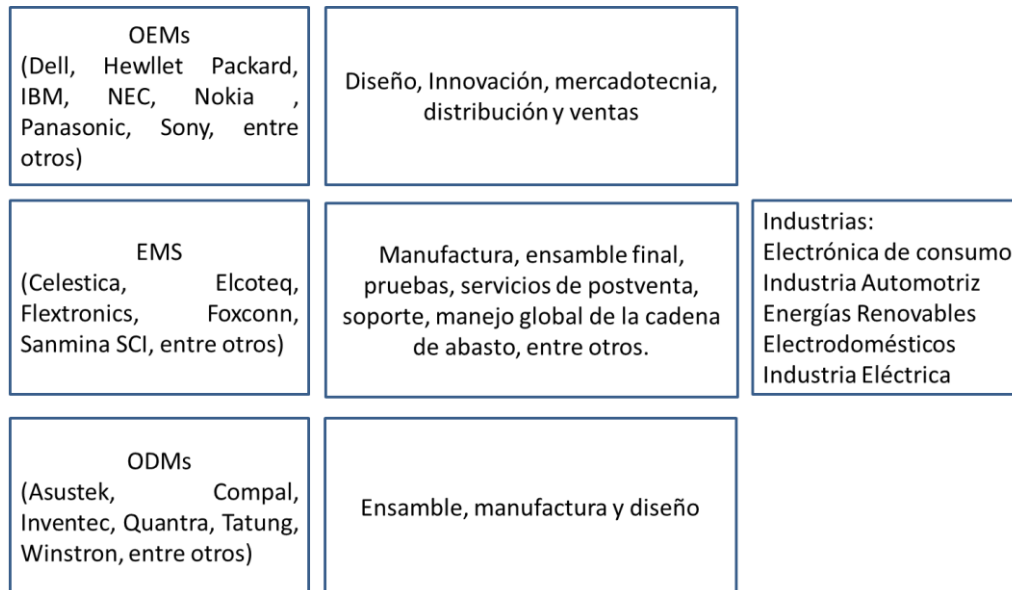 OEMs
(Dell, Hewllet Packard,
IBM, NEC, Nokia ,
Panasonic, Sony, entre
otros)
Diseño, Innovación, mercadotecnia,
distribución y ventas
EMS
(Celestica, Elcoteq,
Flextronics, Foxconn,
Sanmina SCI, entre otros)
Manufactura, ensamble final,
pruebas, servicios de postventa,
soporte, manejo global de la cadena
de abasto, entre otros.
Industrias:
Electrónica de consumo
Industria Automotriz
Energías Renovables
Electrodomésticos
Industria Eléctrica
ODMs
(Asustek, Compal,
Inventec, Quantra, Tatung,
Winstron, entre otros)
Ensamble, manufactura y diseño